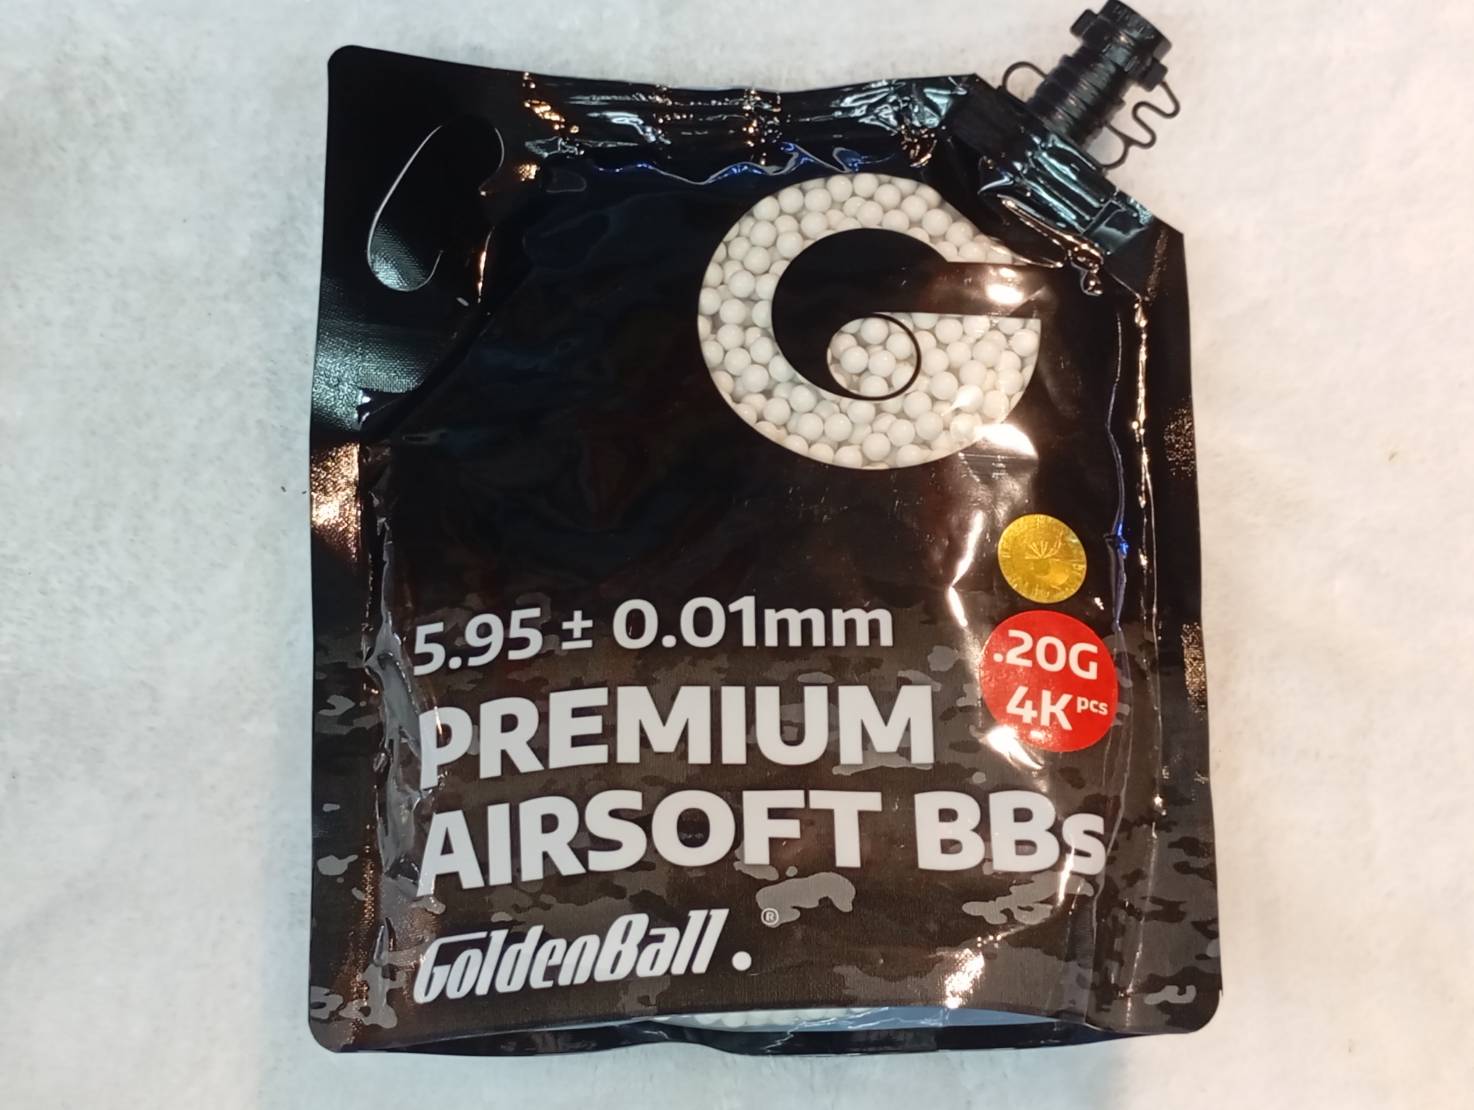 G
5.95 ± 0.01mm
.20G
4K pcs
PREMIUM
AIRSOFT BBs
GoldenBall. ®